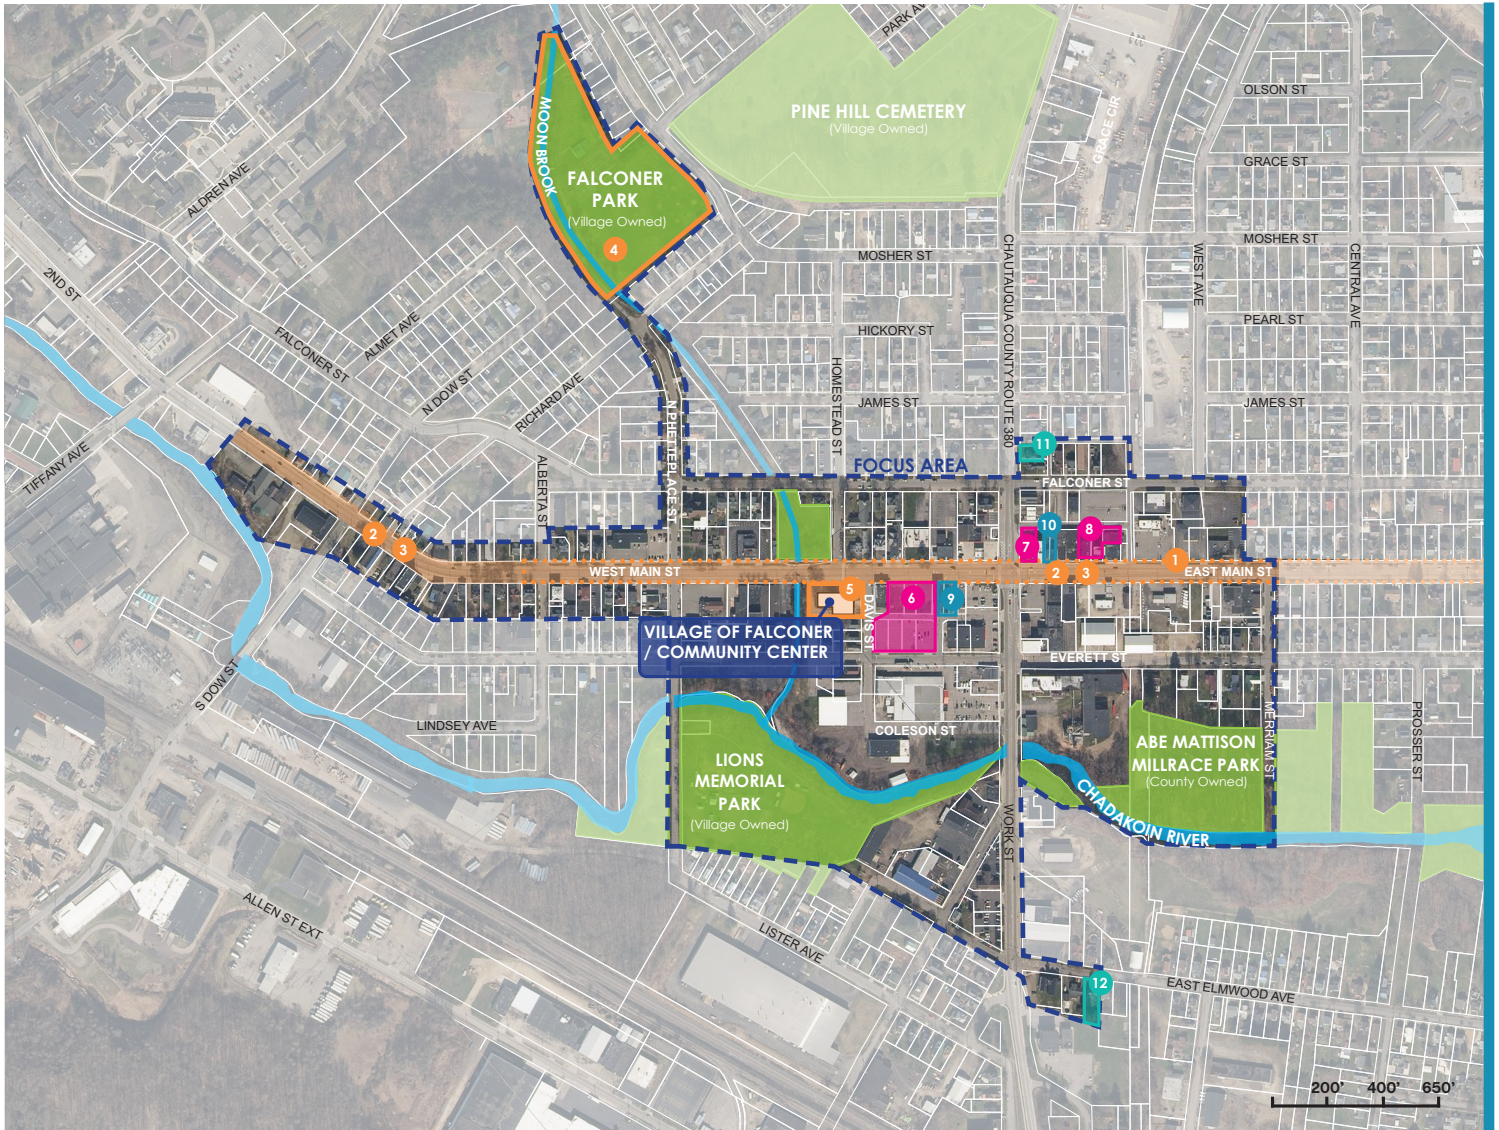 PARK AV
OLSON ST
PINE HILL CEMETERY
(Village Owned)
GRACE CIR
GRACE ST
MOON BROOK
ALDREN AVE
FALCONER
PARK
(Village Owned)
4
MOSHER ST
MOSHER ST
CHAUTAUQUA COUNTY ROUTE 380
WEST AVE
CENTRAL AVE
2ND ST
FALCONER ST
ALMET AVE
HICKORY ST
PEARL ST
N DOW ST
RICHARD AVE
HOMESTEAD ST
JAMES ST
JAMES ST
N PHETTEPLACE ST
TIFFANY AVE
ALBERTA ST
FOCUS AREA
11
FALCONER ST
2
3
10
8
7
1
WEST MAIN ST
2
3
EAST MAIN ST
5
6
9
DAVIS ST
VILLAGE OF FALCONER
/ COMMUNITY CENTER
EVERETT ST
S DOW ST
LINDSEY AVE
COLESON ST
MERRIAM ST
PROSSER ST
LIONS
MEMORIAL
PARK
(Village Owned)
ABE MATTISON
MILLRACE PARK
(County Owned)
CHADAKOIN RIVER
WORK ST
ALLEN ST EXT
LISTER AVE
12
EAST ELMWOOD AVE
200' 400' 650'